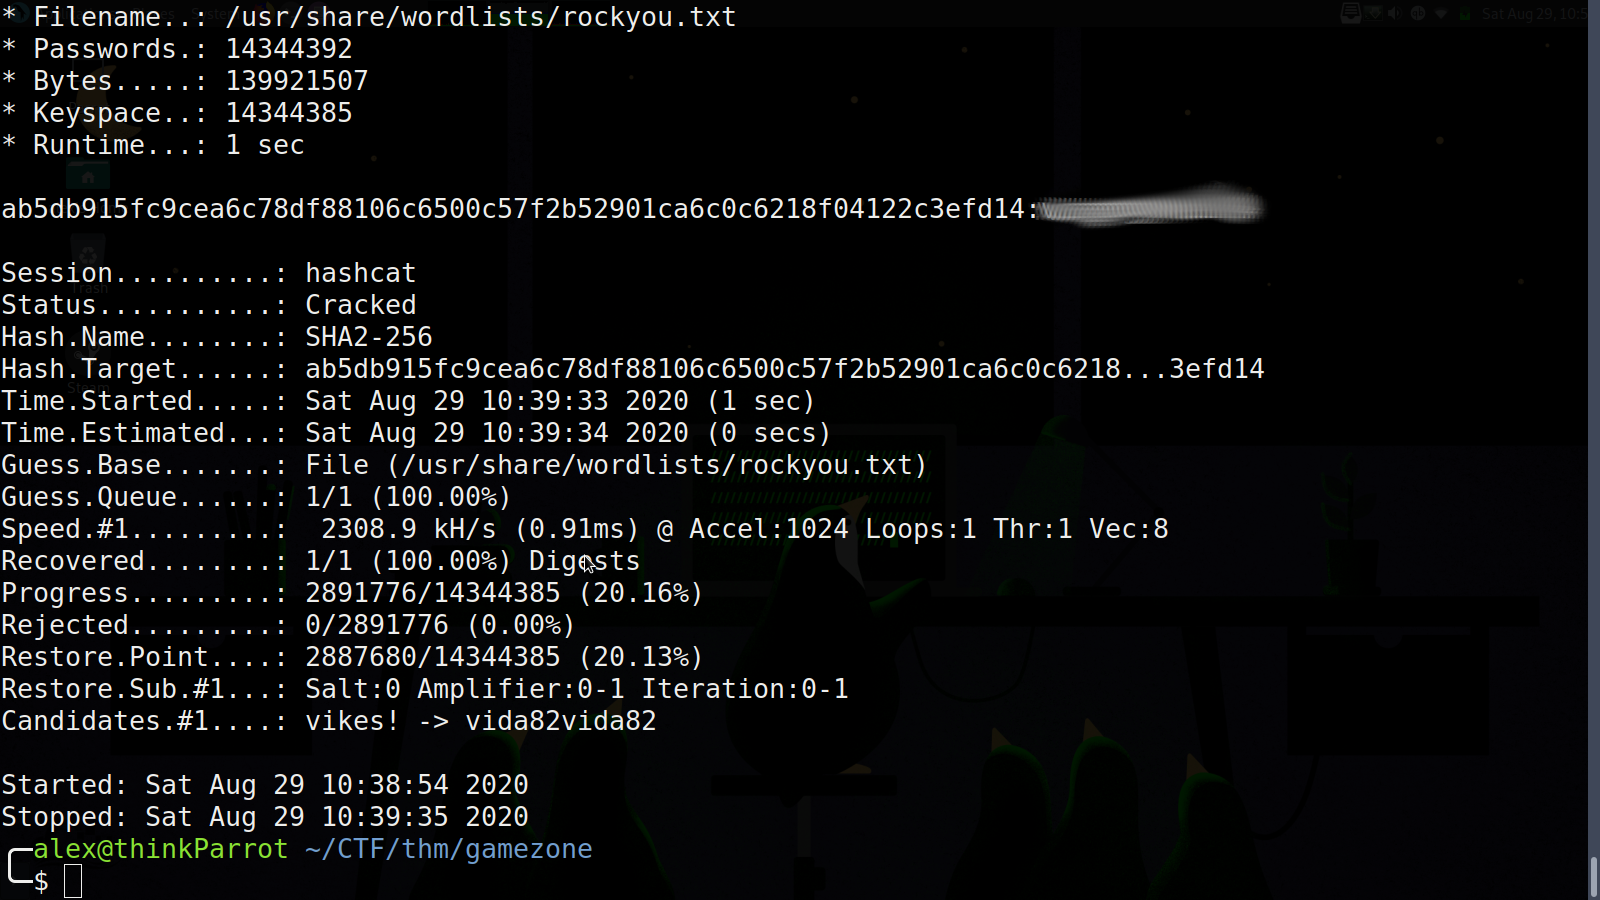 * Filename..: /usr/share/wordlists/rockyou.txt
* Passwords.: 14344392
* Bytes.....: 139921507
* Keyspace..: 14344385
* Runtime...: 1 sec
ab5db915fc9cea6c78df88106c6500c57f2b52901ca6c0c6218f04122c3efd14:
Session..........: hashcat
Status...........: Cracked
Hash.Name........: SHA2-256
Hash.Target......: ab5db915fc9cea6c78df88106c6500c57f2b52901ca6c0c6218...3efd14
Time.Started.....: Sat Aug 29 10:39:33 2020 (1 sec)
Time.Estimated...: Sat Aug 29 10:39:34 2020 (0 secs)
Guess.Base.......: File (/usr/share/wordlists/rockyou.txt)
Guess.Queue......: 1/1 (100.00%)
Speed.#1.........:  2308.9 kH/s (0.91ms) @ Accel:1024 Loops:1 Thr:1 Vec:8
Recovered........: 1/1 (100.00%) Digests
Progress.........: 2891776/14344385 (20.16%)
Rejected.........: 0/2891776 (0.00%)
Restore.Point....: 2887680/14344385 (20.13%)
Restore.Sub.#1...: Salt:0 Amplifier:0-1 Iteration:0-1
Candidates.#1....: vikes! -> vida82vida82
Started: Sat Aug 29 10:38:54 2020
Stopped: Sat Aug 29 10:39:35 2020
alex@thinkParrot ~/CTF/thm/gamezone
$